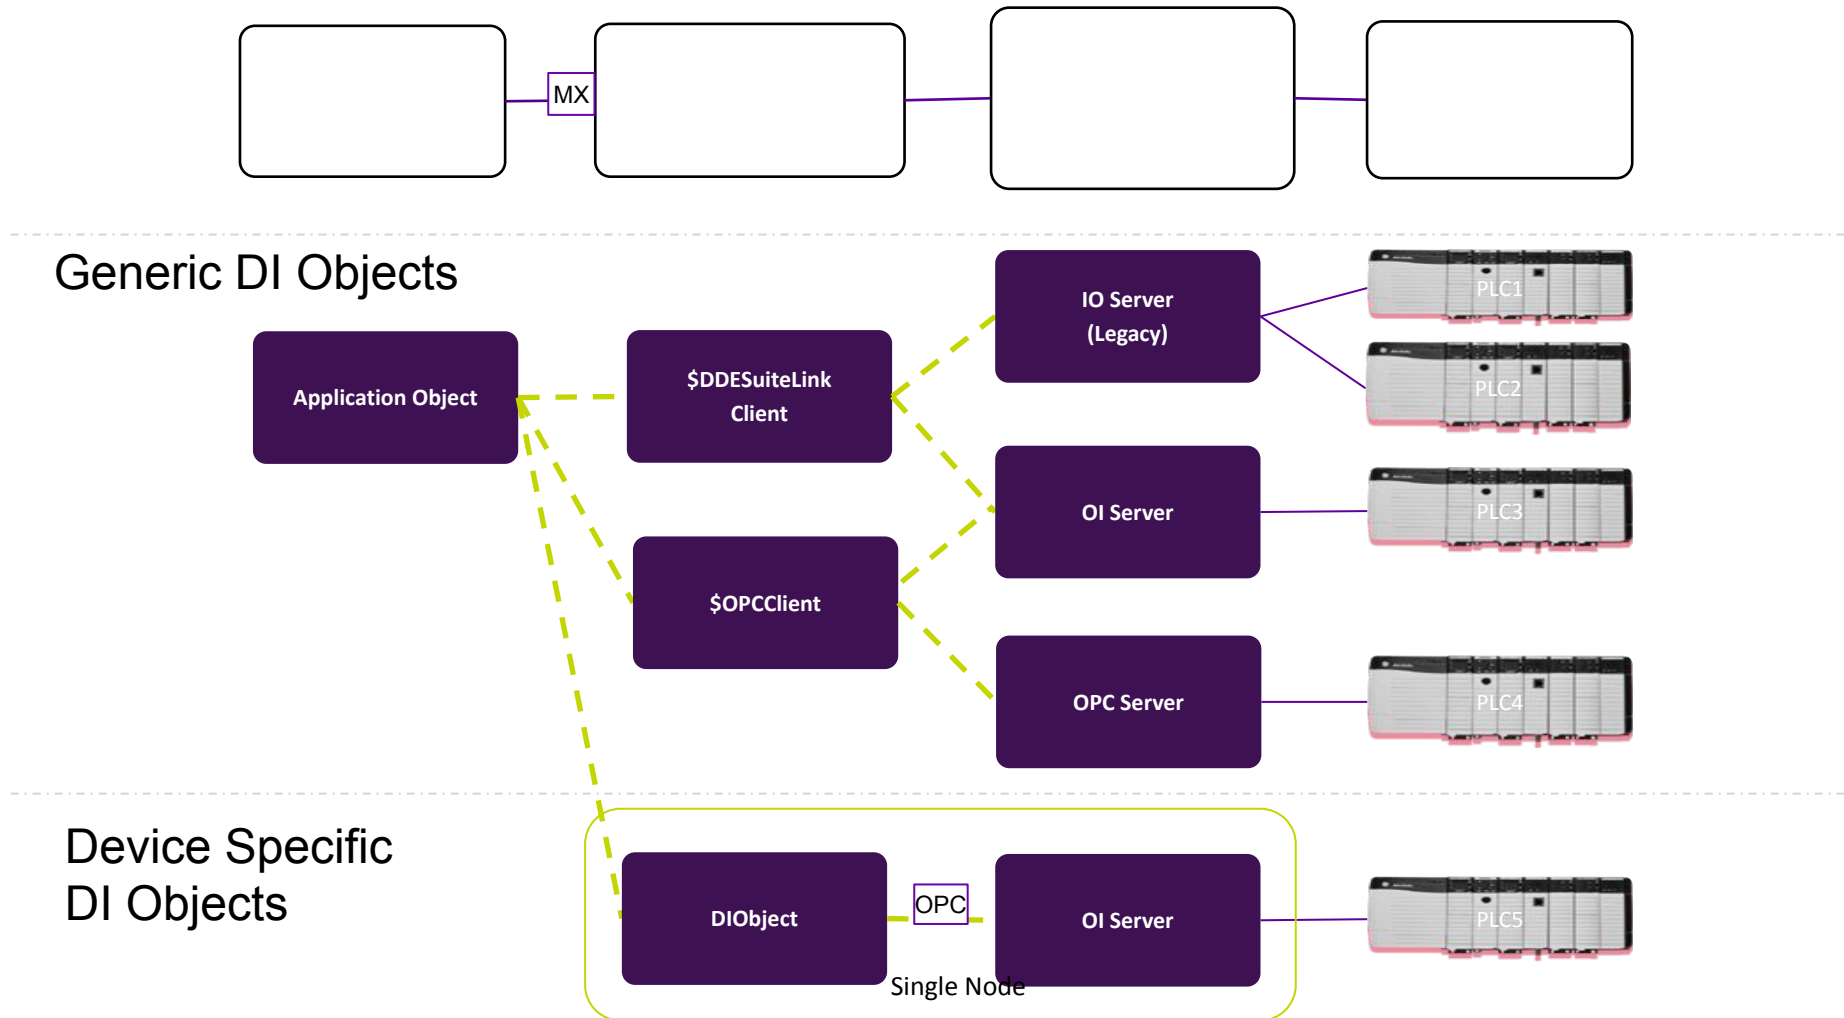 MX
Generic DI Objects
IO Server
(Legacy)
PLC1
PLC2
Application Object
$DDESuiteLink
Client
OI Server
PLC3
$OPCClient
OPC Server
PLC4
Device Specific
DI Objects
DIObject
OPC
OI Server
PLC5
Single Node